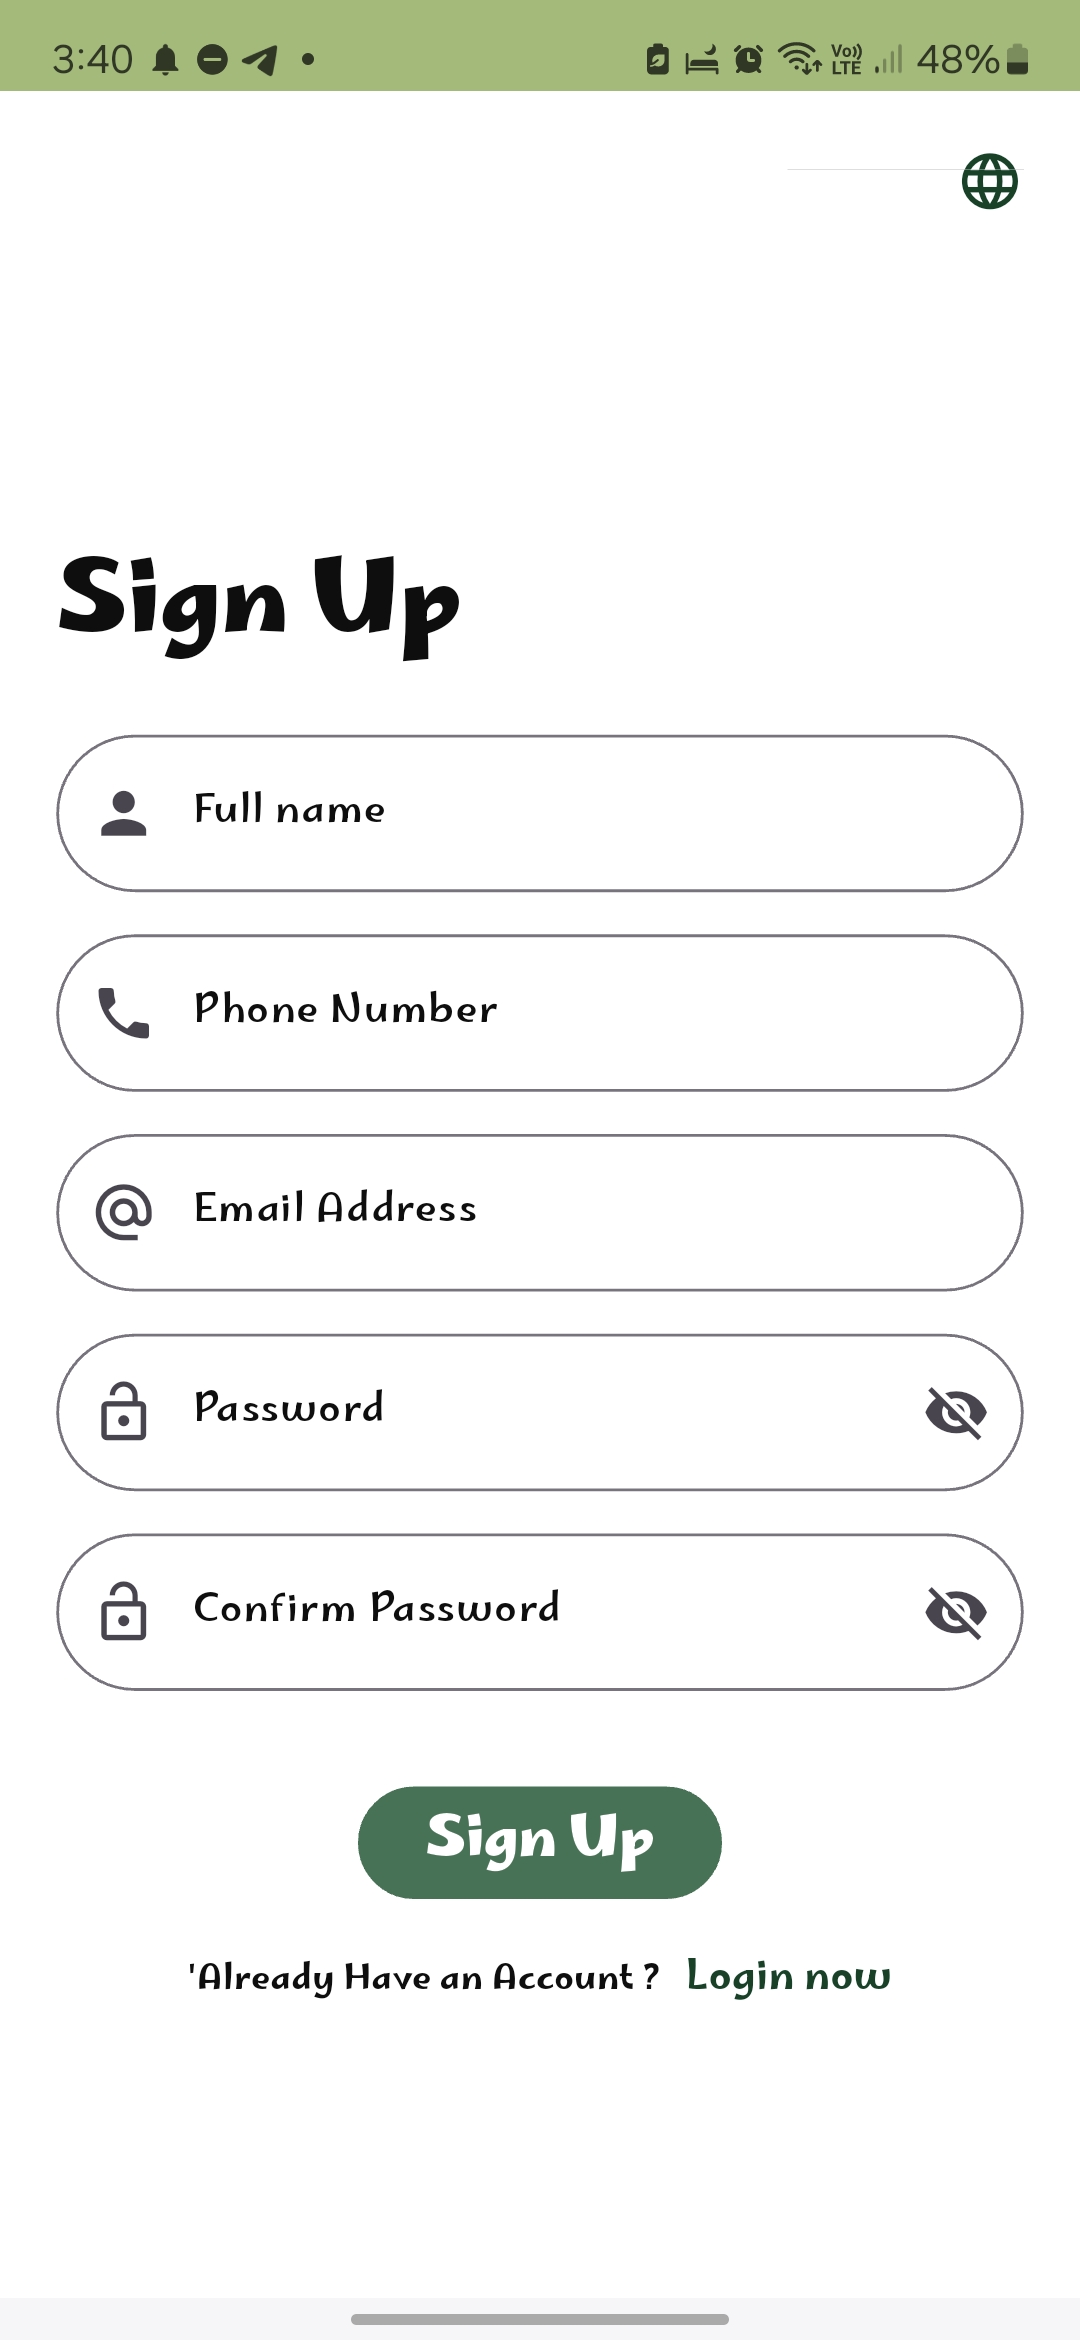 3:40 Vo)) LTE 48%
Sign Up
Full name
Phone Number
Email Address
Password
Confirm Password
Sign Up
'Already Have an Account ? Login now